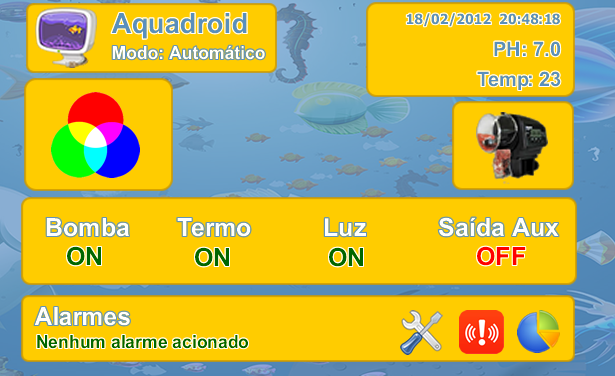 Aquadroid
Modo: Automático
18/02/2012 20:48:18
PH: 7.0
Temp: 23
Bomba Termo Luz Saída Aux
ON ON ON OFF
Alarmes
Nenhum alarme acionado